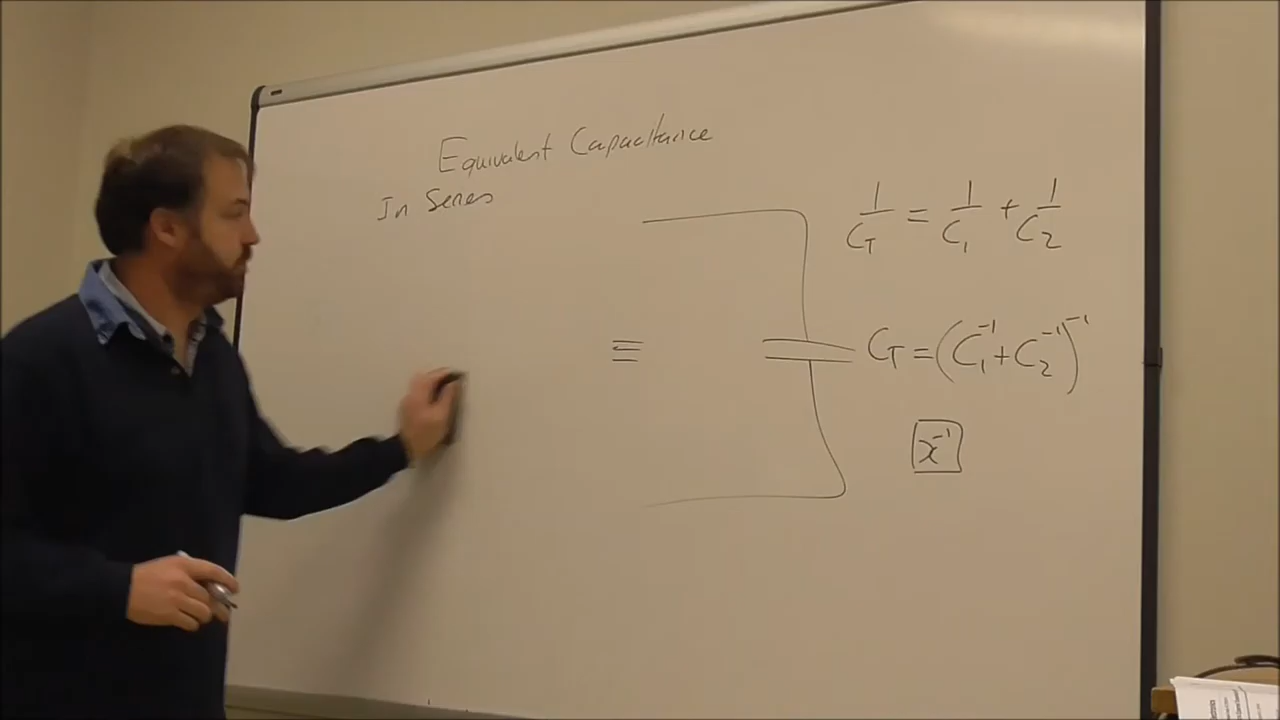 Equivalent Capacitance
In Series
1/C_T = 1/C_1 + 1/C_2
≡
C_T = (C_1^-1 + C_2^-1)^-1
x^-1